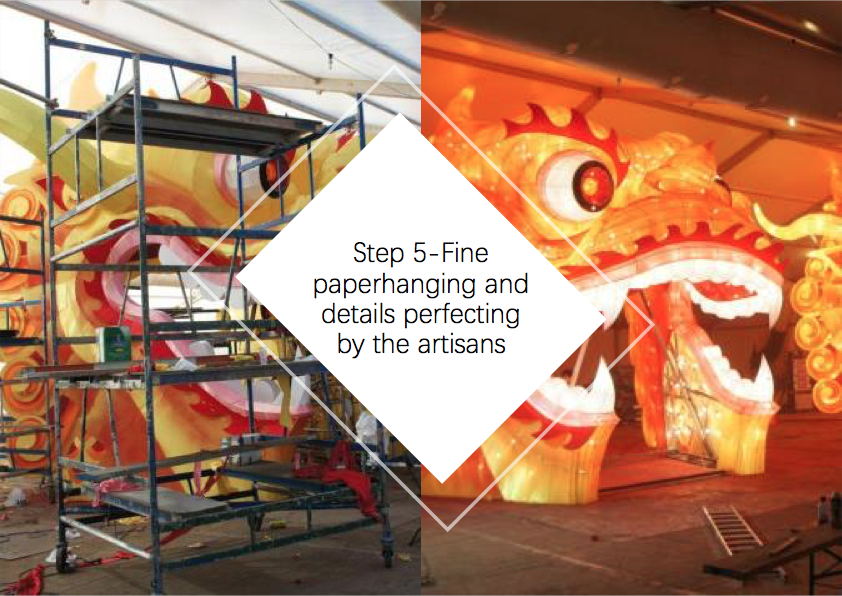 Step 5-Fine
paperhanging and
details perfecting
by the artisans